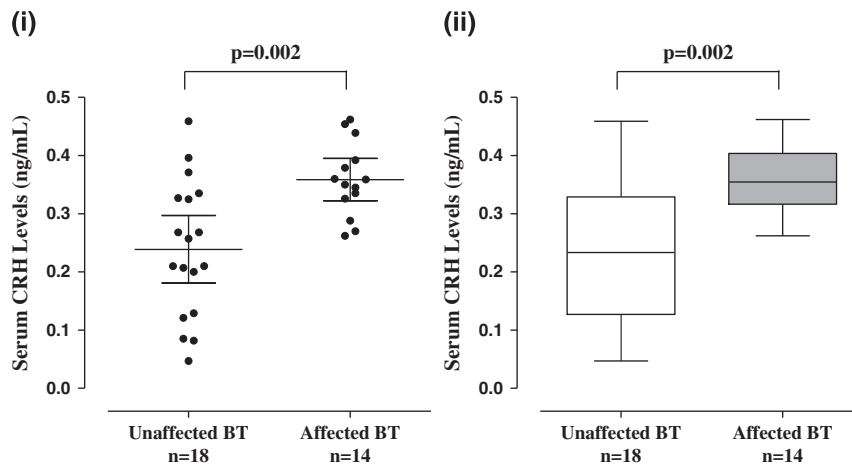 (i)
p=0.002
Serum CRH Levels (ng/mL)
0.5
0.4
0.3
0.2
0.1
0.0
Unaffected BT
n=18
Affected BT
n=14
(ii)
p=0.002
Serum CRH Levels (ng/mL)
0.5
0.4
0.3
0.2
0.1
0.0
Unaffected BT
n=18
Affected BT
n=14